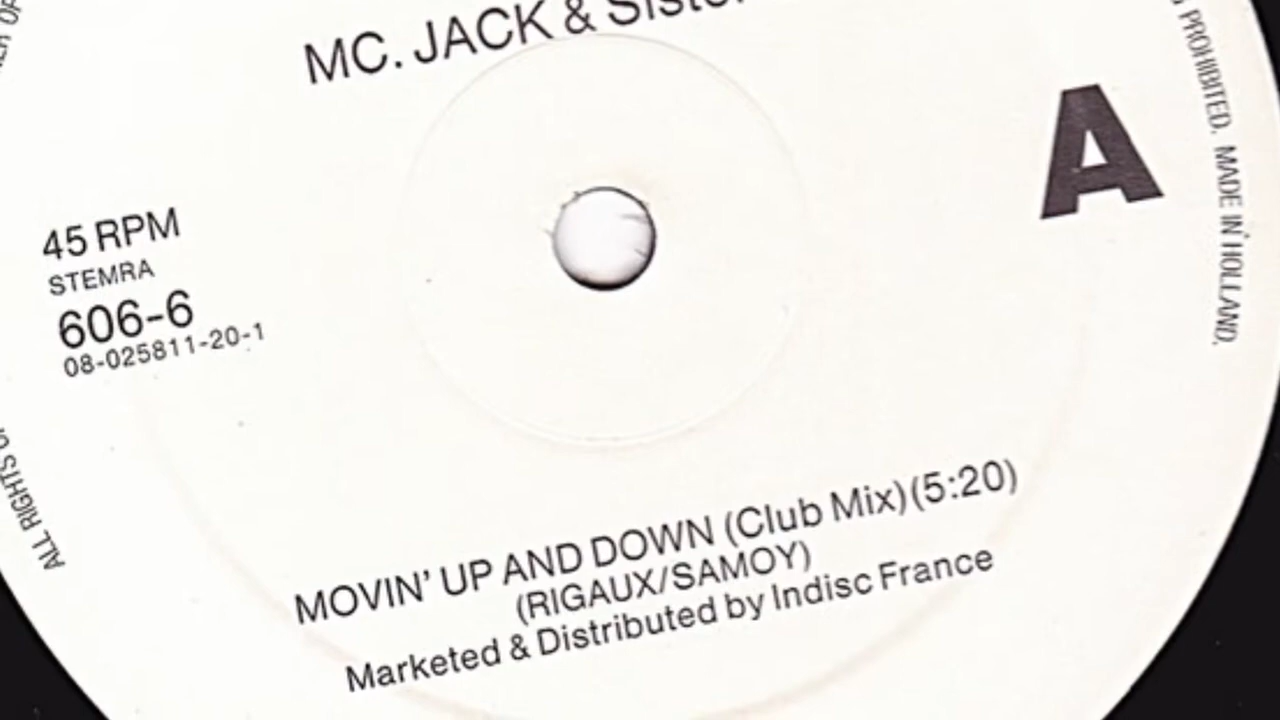 MC. JACK &
A
PROHIBITED. MADE IN HOLLAND.
45 RPM
STEMRA
606-6
08-025811-20-1
ALL RIGHTS
MOVIN' UP AND DOWN (Club Mix) (5:20)
(RIGAUX/SAMOY)
Marketed & Distributed by Indisc France